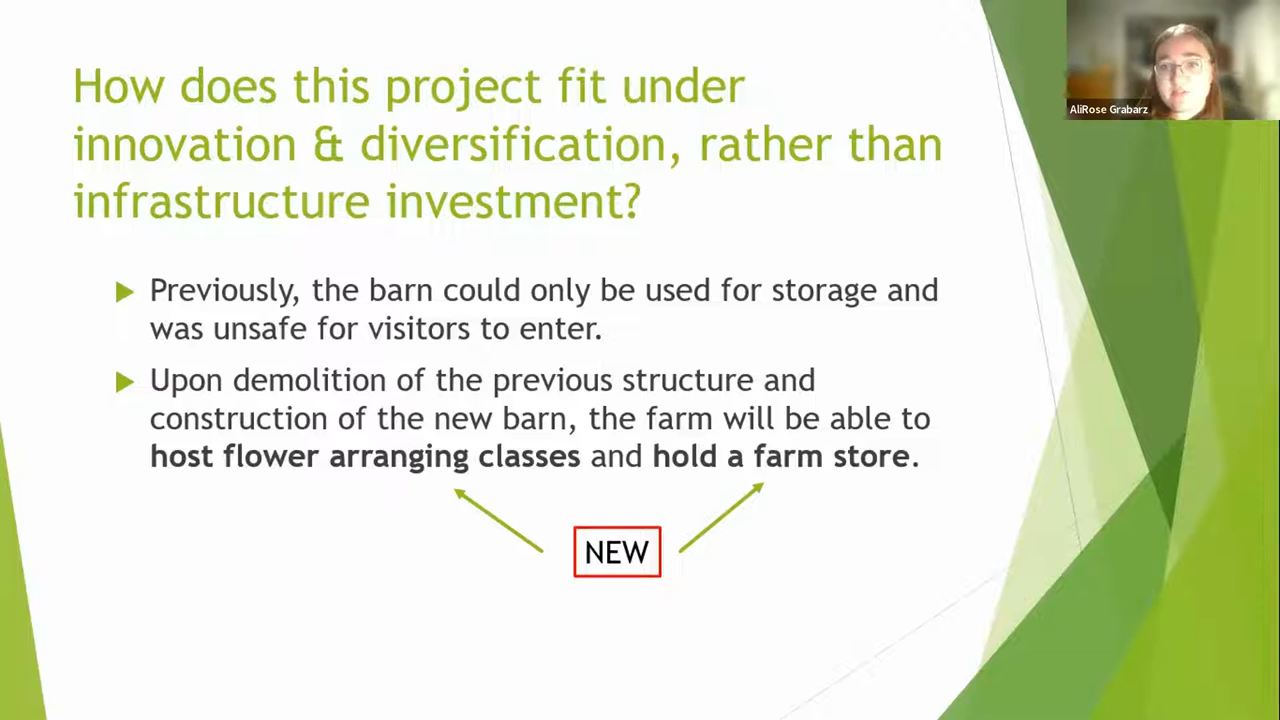 How does this project fit under
innovation & diversification, rather than
infrastructure investment?
AliRose Grabarz
Previously, the barn could only be used for storage and
was unsafe for visitors to enter.
Upon demolition of the previous structure and
construction of the new barn, the farm will be able to
host flower arranging classes and hold a farm store.
NEW